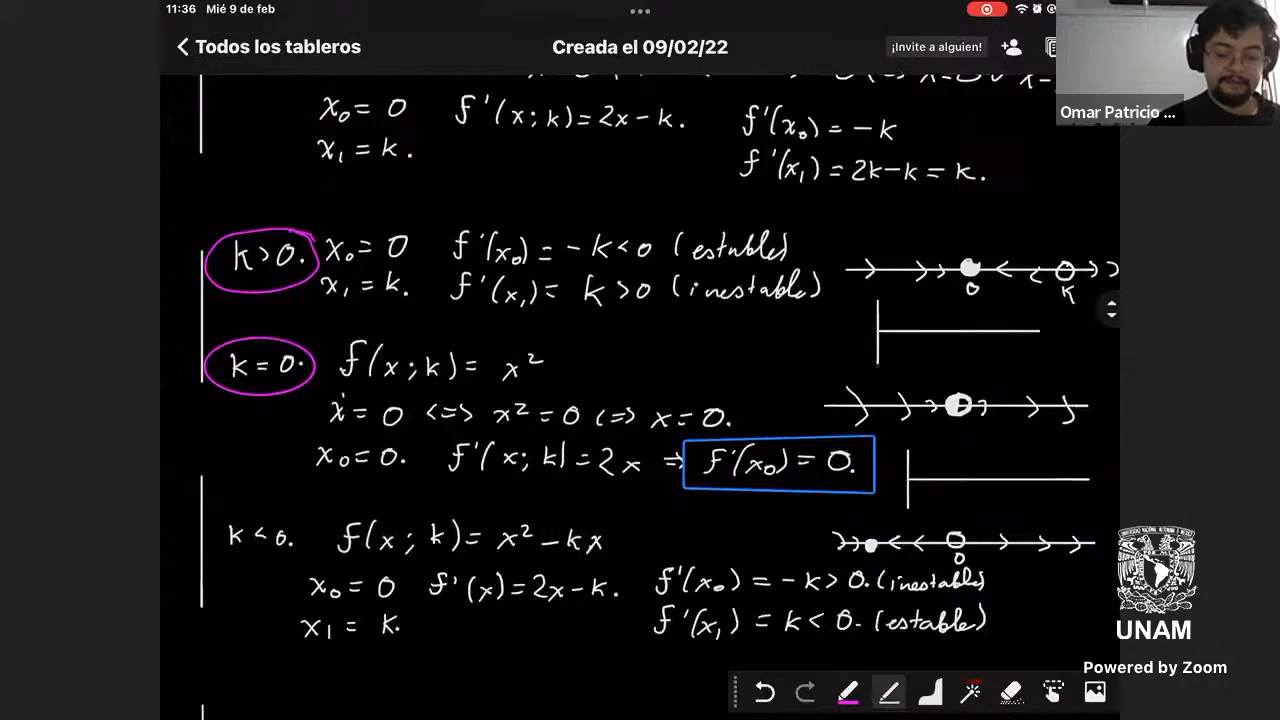 11:36 Mié 9 de feb
Todos los tableros
Creada el 09/02/22
¡Invite a alguien!
Omar Patricio ...
x₀ = 0 f'(x; k) = 2x - k. f'(x₀) = -k
x₁ = k. f'(x₁) = 2k - k = k.
k > 0. x₀ = 0 f'(x₀) = -k < 0 (estable)
x₁ = k. f'(x₁) = k > 0 (inestable)
0 k
k = 0. f(x; k) = x²
ẋ = 0 <=> x² = 0 <=> x = 0.
x₀ = 0. f'(x; k) = 2x => f'(x₀) = 0.
k < 0. f(x; k) = x² - kx
0
x₀ = 0 f'(x) = 2x - k. f'(x₀) = -k > 0. (inestable)
x₁ = k. f'(x₁) = k < 0. (estable)
UNAM
Powered by Zoom